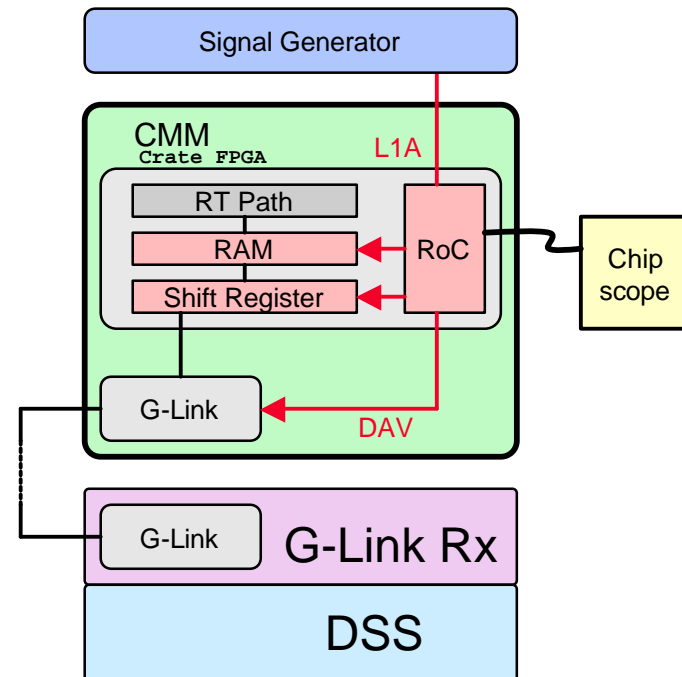 Signal Generator
CMM
Crate FPGA
L1A
RT Path
RAM
RoC
Shift Register
Chip
scope
G-Link
DAV
G-Link
G-Link Rx
DSS